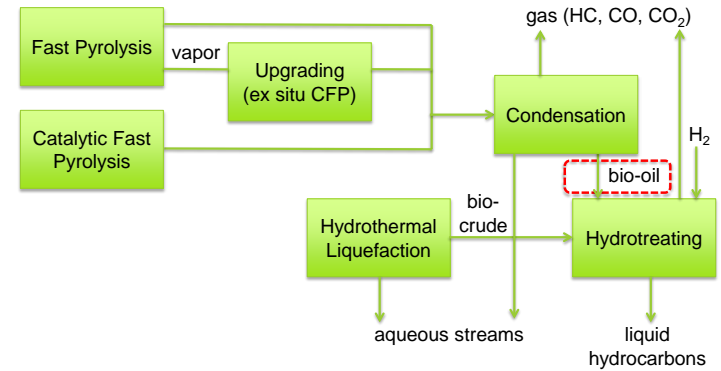 gas (HC, CO, CO₂)
Fast Pyrolysis
vapor
Upgrading
(ex situ CFP)
Condensation
Catalytic Fast
Pyrolysis
H₂
bio-oil
bio-
crude
Hydrothermal
Liquefaction
Hydrotreating
aqueous streams
liquid
hydrocarbons